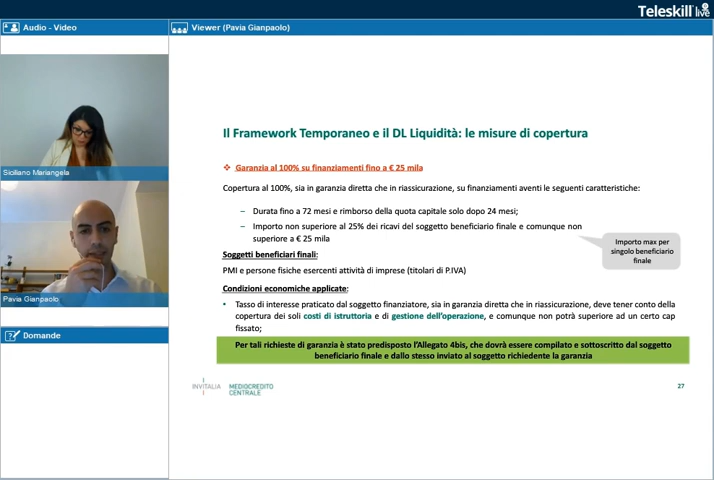 Teleskill live
Audio - Video
Viewer (Pavia Gianpaolo)
Siciliano Mariangela
Pavia Gianpaolo
Domande
Il Framework Temporaneo e il DL Liquidità: le misure di copertura
❖ Garanzia al 100% su finanziamenti fino a € 25 mila
Copertura al 100%, sia in garanzia diretta che in riassicurazione, su finanziamenti aventi le seguenti caratteristiche:
– Durata fino a 72 mesi e rimborso della quota capitale solo dopo 24 mesi;
– Importo non superiore al 25% dei ricavi del soggetto beneficiario finale e comunque non
superiore a € 25 mila
Importo max per
singolo beneficiario
finale
Soggetti beneficiari finali:
PMI e persone fisiche esercenti attività di imprese (titolari di P.IVA)
Condizioni economiche applicate:
• Tasso di interesse praticato dal soggetto finanziatore, sia in garanzia diretta che in riassicurazione, deve tener conto della
copertura dei soli costi di istruttoria e di gestione dell'operazione, e comunque non potrà superare ad un certo cap
fissato;
Per tali richieste di garanzia è stato predisposto l'Allegato 4bis, che dovrà essere compilato e sottoscritto dal soggetto
beneficiario finale e dallo stesso inviato al soggetto richiedente la garanzia
INVITALIA
MEDIOCREDITO
CENTRALE
27